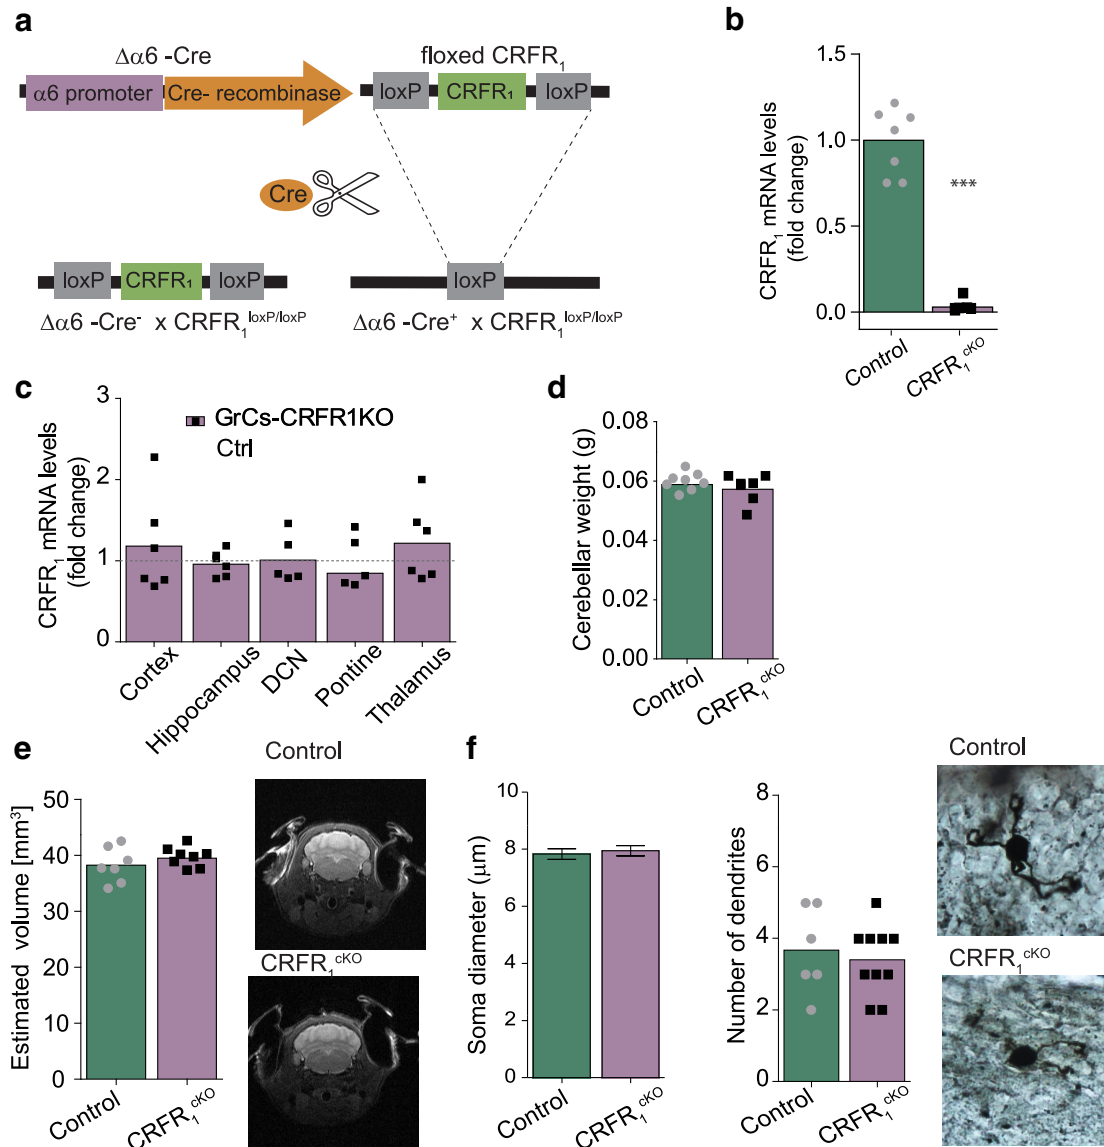 a
Δα6 -Cre
floxed CRFR₁
α6 promoter
Cre- recombinase
loxP
CRFR₁
loxP
Cre
loxP
CRFR₁
loxP
loxP
Δα6 -Cre⁻ x CRFR₁loxP/loxP
Δα6 -Cre⁺ x CRFR₁loxP/loxP
b
CRFR₁ mRNA levels
(fold change)
1.5
1.0
0.5
0.0
***
Control
CRFR₁cKO
c
CRFR₁ mRNA levels
(fold change)
3
2
1
0
GrCs-CRFR1KO
Ctrl
Cortex
Hippocampus
DCN
Pontine
Thalamus
d
Cerebellar weight (g)
0.08
0.06
0.04
0.02
0.00
Control
CRFR₁cKO
e
Estimated volume [mm³]
50
40
30
20
10
0
Control
CRFR₁cKO
Control
CRFR₁cKO
f
Soma diameter (μm)
10
8
6
4
2
0
Control
CRFR₁cKO
Number of dendrites
8
6
4
2
0
Control
CRFR₁cKO
Control
CRFR₁cKO